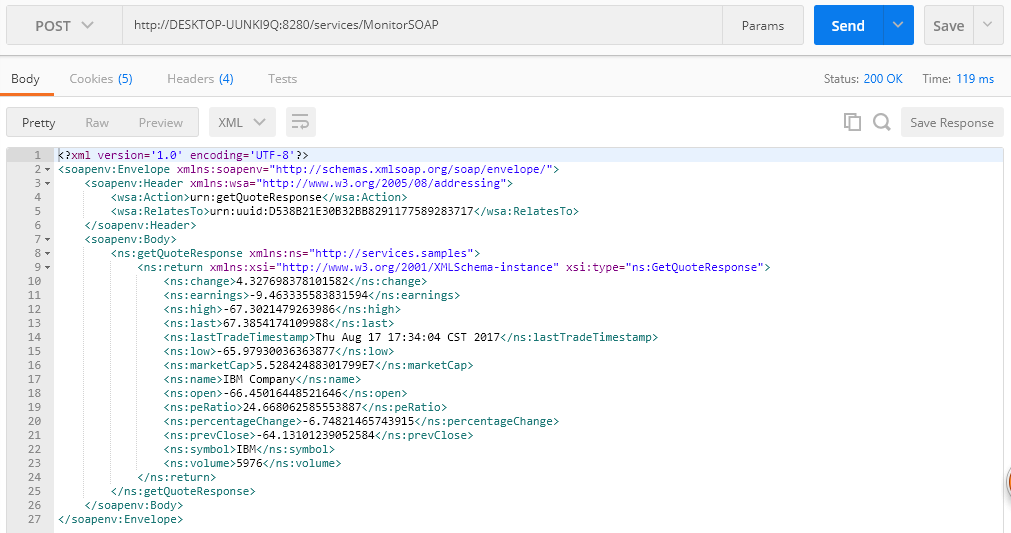 POST http://DESKTOP-UUNKI9Q:8280/services/MonitorSOAP Params Send Save
Body Cookies (5) Headers (4) Tests Status: 200 OK Time: 119 ms
Pretty Raw Preview XML Save Response
1 <?xml version='1.0' encoding='UTF-8'?>
2 <soapenv:Envelope xmlns:soapenv="http://schemas.xmlsoap.org/soap/envelope/">
3 <soapenv:Header xmlns:wsa="http://www.w3.org/2005/08/addressing">
4 <wsa:Action>urn:getQuoteResponse</wsa:Action>
5 <wsa:RelatesTo>urn:uuid:D538B21E30B32BB8291177589283717</wsa:RelatesTo>
6 </soapenv:Header>
7 <soapenv:Body>
8 <ns:getQuoteResponse xmlns:ns="http://services.samples">
9 <ns:return xmlns:xsi="http://www.w3.org/2001/XMLSchema-instance" xsi:type="ns:GetQuoteResponse">
10 <ns:change>4.327698378101582</ns:change>
11 <ns:earnings>-9.463335583831594</ns:earnings>
12 <ns:high>-67.3021479263986</ns:high>
13 <ns:last>67.3854174109988</ns:last>
14 <ns:lastTradeTimestamp>Thu Aug 17 17:34:04 CST 2017</ns:lastTradeTimestamp>
15 <ns:low>-65.97930036363877</ns:low>
16 <ns:marketCap>5.52842488301799E7</ns:marketCap>
17 <ns:name>IBM Company</ns:name>
18 <ns:open>-66.45016448521646</ns:open>
19 <ns:peRatio>24.668062585553887</ns:peRatio>
20 <ns:percentageChange>-6.74821465743915</ns:percentageChange>
21 <ns:prevClose>-64.13101239052584</ns:prevClose>
22 <ns:symbol>IBM</ns:symbol>
23 <ns:volume>5976</ns:volume>
24 </ns:return>
25 </ns:getQuoteResponse>
26 </soapenv:Body>
27 </soapenv:Envelope>